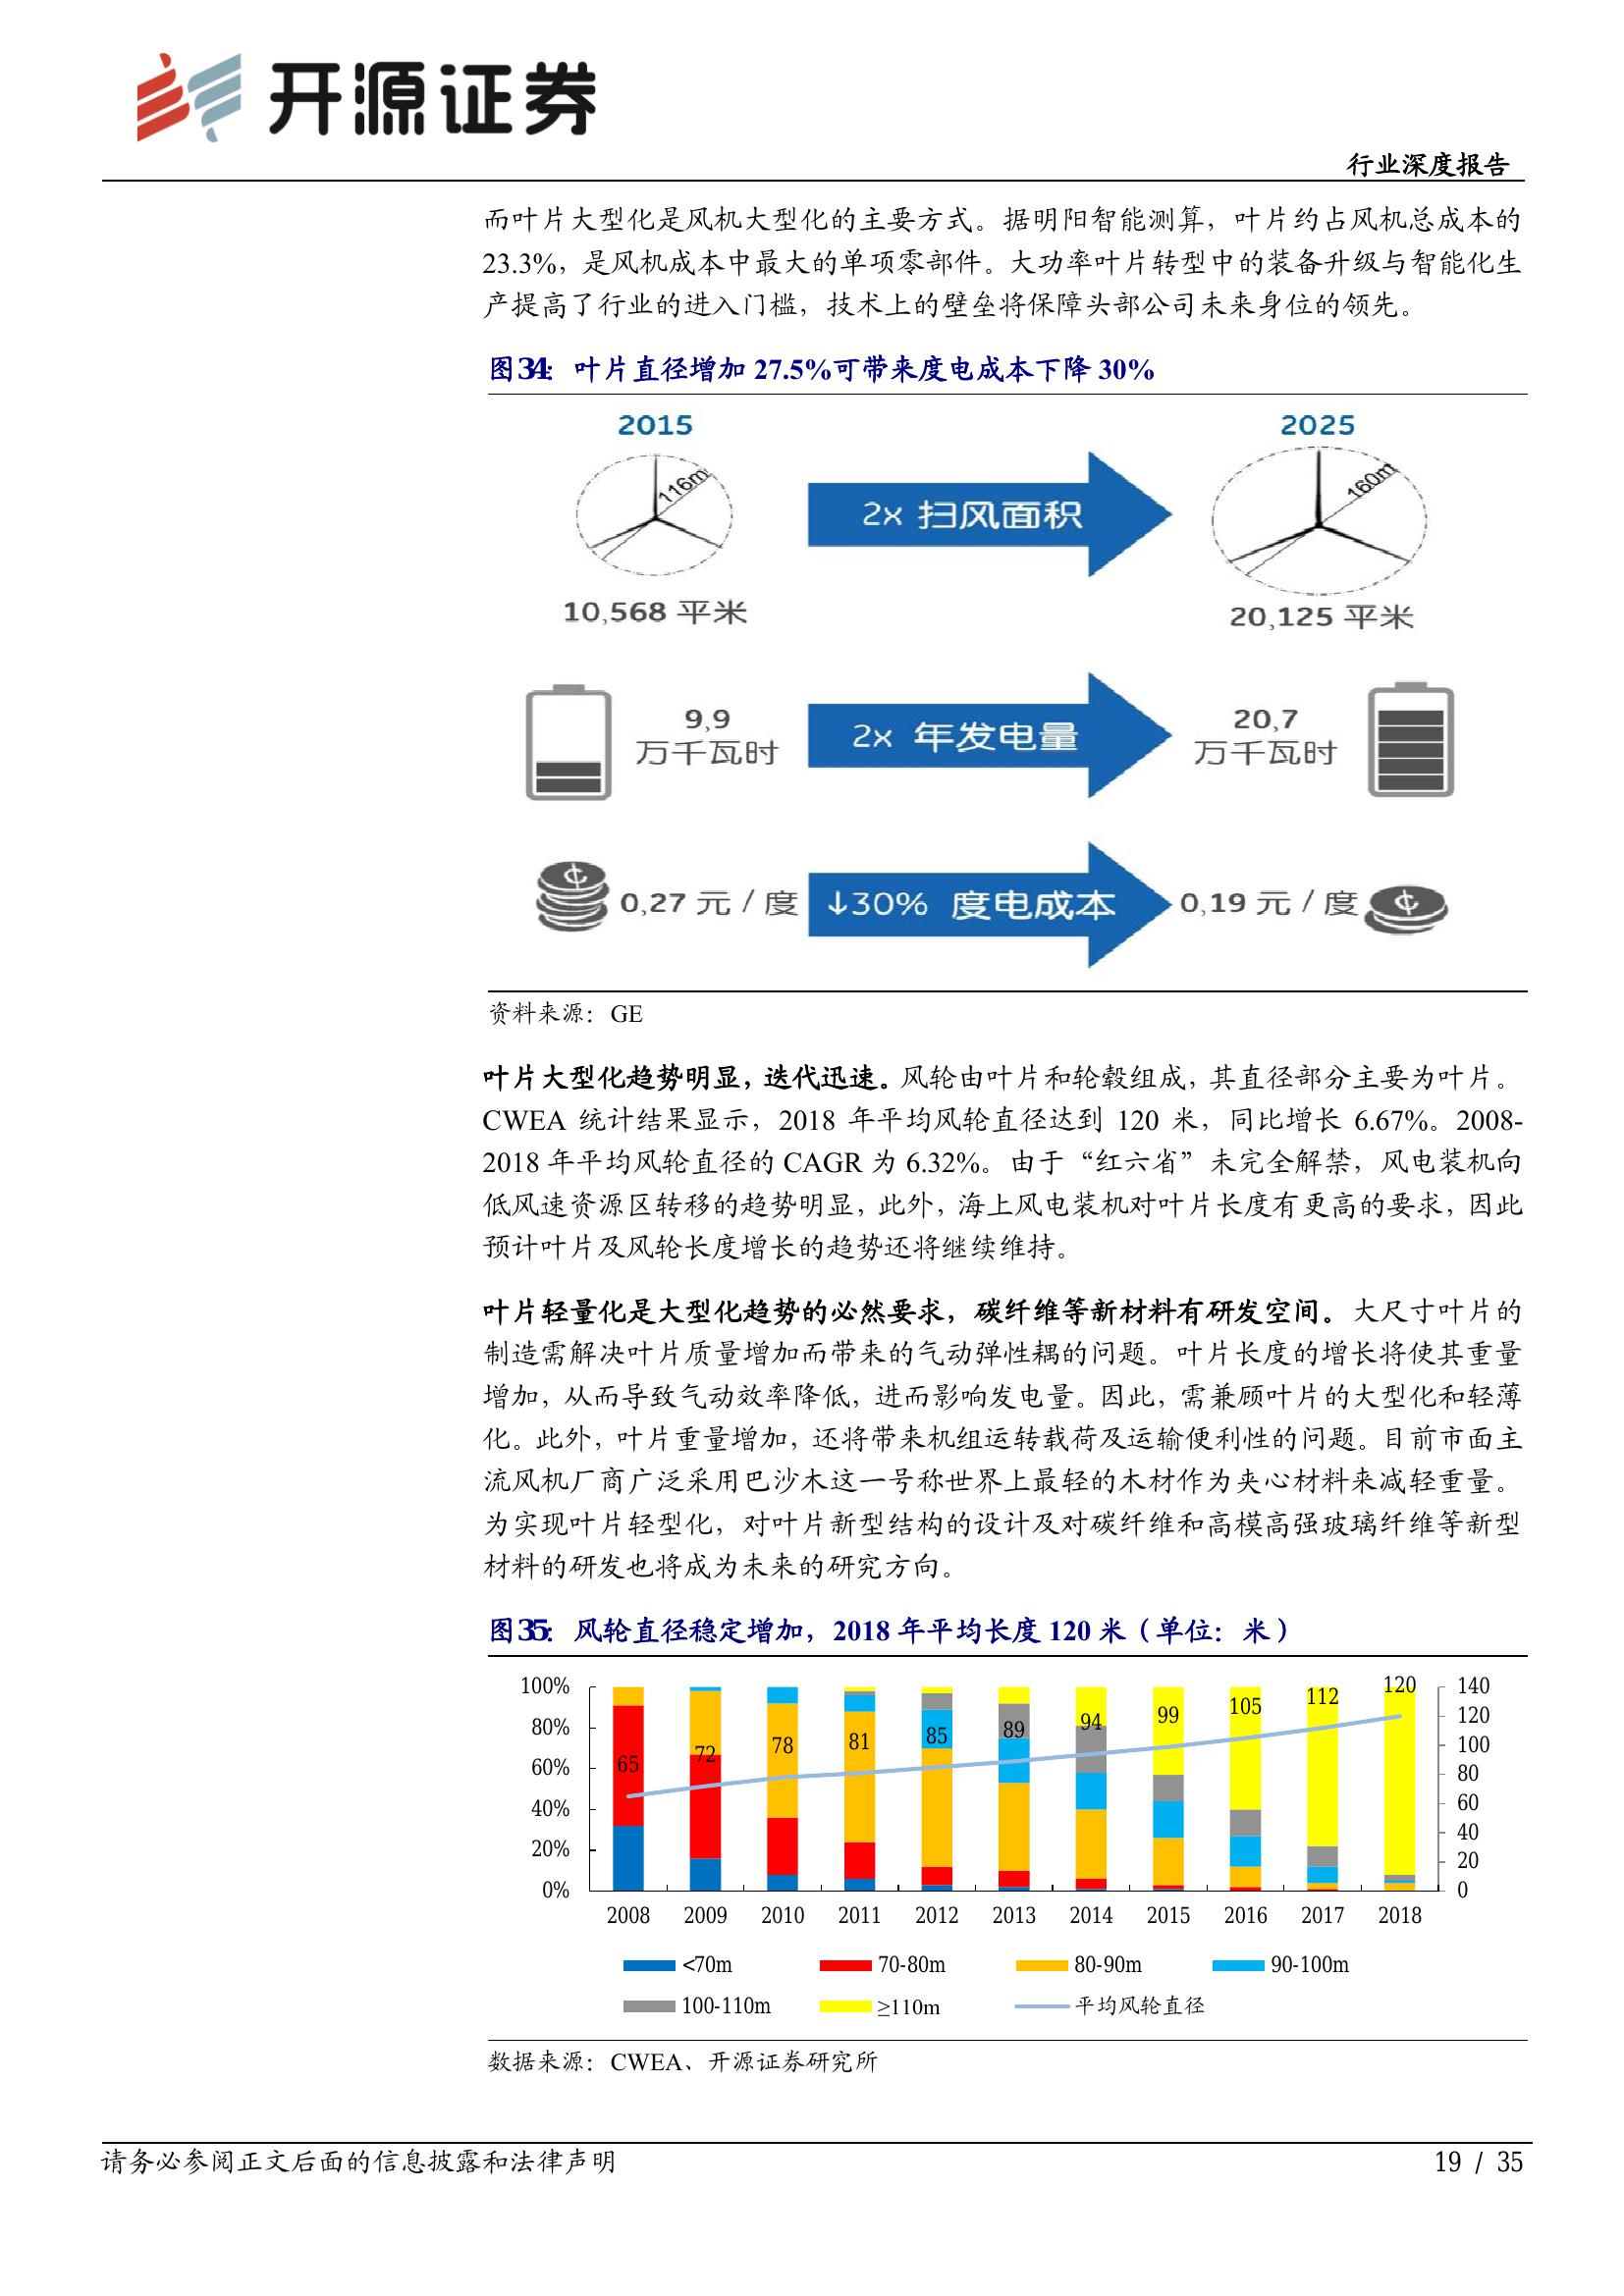 开源证券
行业深度报告
而叶片大型化是风机大型化的主要方式。据明阳智能测算，叶片约占风机总成本的
23.3%，是风机成本中最大的单项零部件。大功率叶片转型中的装备升级与智能化生
产提高了行业的进入门槛，技术上的壁垒将保障头部公司未来身位的领先。
图34：叶片直径增加 27.5%可带来度电成本下降 30%
2015
2025
116m
2x 扫风面积
160m
10,568 平米
20,125 平米
9,9
万千瓦时
2x 年发电量
20,7
万千瓦时
0,27 元 / 度
↓30% 度电成本
0,19 元 / 度
资料来源：GE
叶片大型化趋势明显，迭代迅速。风轮由叶片和轮毂组成，其直径部分主要为叶片。
CWEA 统计结果显示，2018 年平均风轮直径达到 120 米，同比增长 6.67%。2008-
2018 年平均风轮直径的 CAGR 为 6.32%。由于“红六省”未完全解禁，风电装机向
低风速资源区转移的趋势明显，此外，海上风电装机对叶片长度有更高的要求，因此
预计叶片及风轮长度增长的趋势还将继续维持。
叶片轻量化是大型化趋势的必然要求，碳纤维等新材料有研发空间。大尺寸叶片的
制造需解决叶片质量增加而带来的气动弹性耦的问题。叶片长度的增长将使其重量
增加，从而导致气动效率降低，进而影响发电量。因此，需兼顾叶片的大型化和轻薄
化。此外，叶片重量增加，还将带来机组运转载荷及运输便利性的问题。目前市面主
流风机厂商广泛采用巴沙木这一号称世界上最轻的木材作为夹心材料来减轻重量。
为实现叶片轻型化，对叶片新型结构的设计及对碳纤维和高模高强玻璃纤维等新型
材料的研发也将成为未来的研究方向。
图35：风轮直径稳定增加，2018 年平均长度 120 米（单位：米）
100%
80%
60%
40%
20%
0%
65
72
78
81
85
89
94
99
105
112
120
140
120
100
80
60
40
20
0
2008 2009 2010 2011 2012 2013 2014 2015 2016 2017 2018
<70m 70-80m 80-90m 90-100m
100-110m ≥110m 平均风轮直径
数据来源：CWEA、开源证券研究所
请务必参阅正文后面的信息披露和法律声明
19 / 35